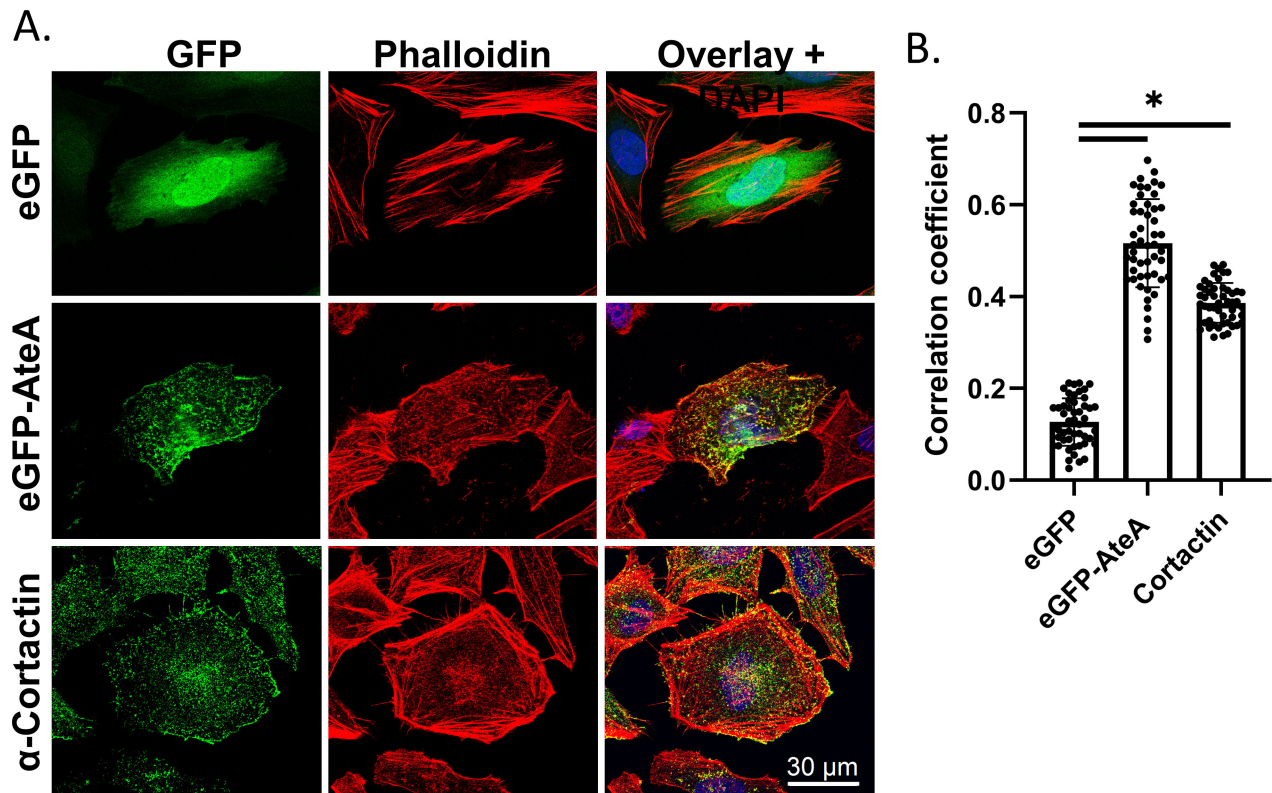 A.
GFP
Phalloidin
Overlay +
DAPI
eGFP
eGFP-AteA
α-Cortactin
30 μm
B.
*
Correlation coefficient
0.8
0.6
0.4
0.2
0.0
eGFP
eGFP-AteA
Cortactin